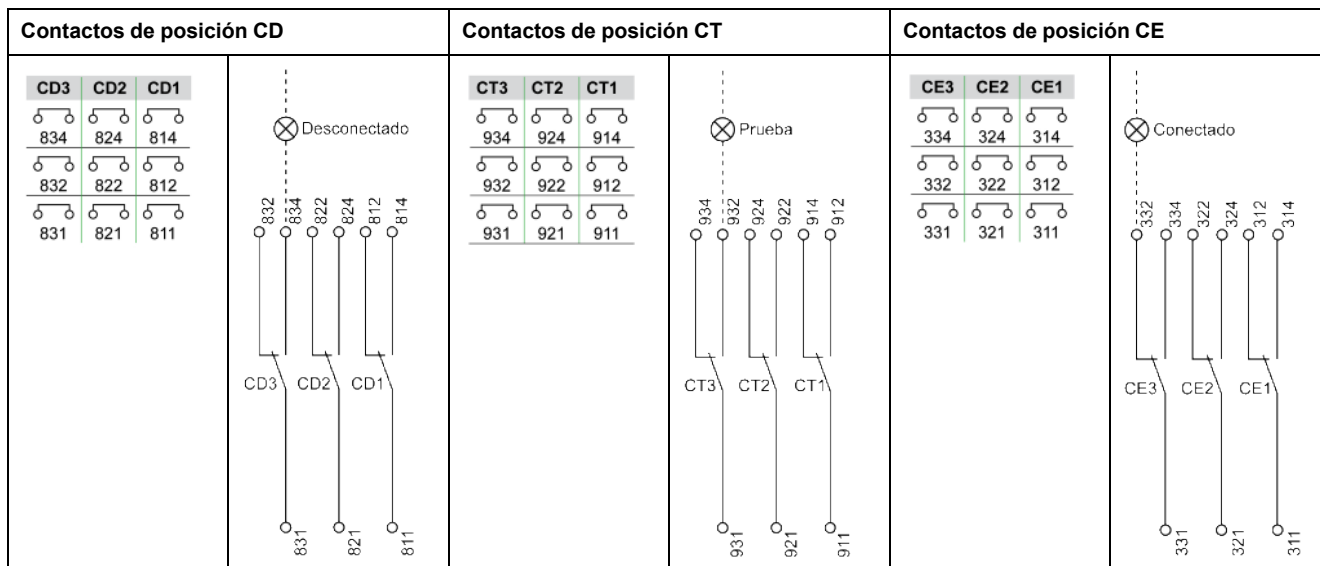 Contactos de posición CD
Contactos de posición CT
Contactos de posición CE
CD3 CD2 CD1
834 824 814
832 822 812
831 821 811
Desconectado
832 834 822 824 812 814
CD3 CD2 CD1
831 821 811
CT3 CT2 CT1
934 924 914
932 922 912
931 921 911
Prueba
934 932 924 922 914 912
CT3 CT2 CT1
931 921 911
CE3 CE2 CE1
334 324 314
332 322 312
331 321 311
Conectado
332 334 322 324 312 314
CE3 CE2 CE1
331 321 311